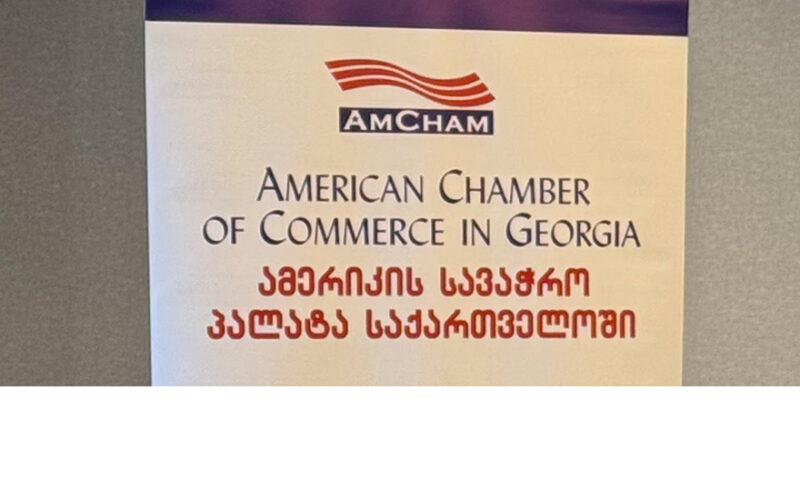 AMCHAM
AMERICAN CHAMBER
OF COMMERCE IN GEORGIA
ამერიკის სავაჭრო
პალატა საქართველოში